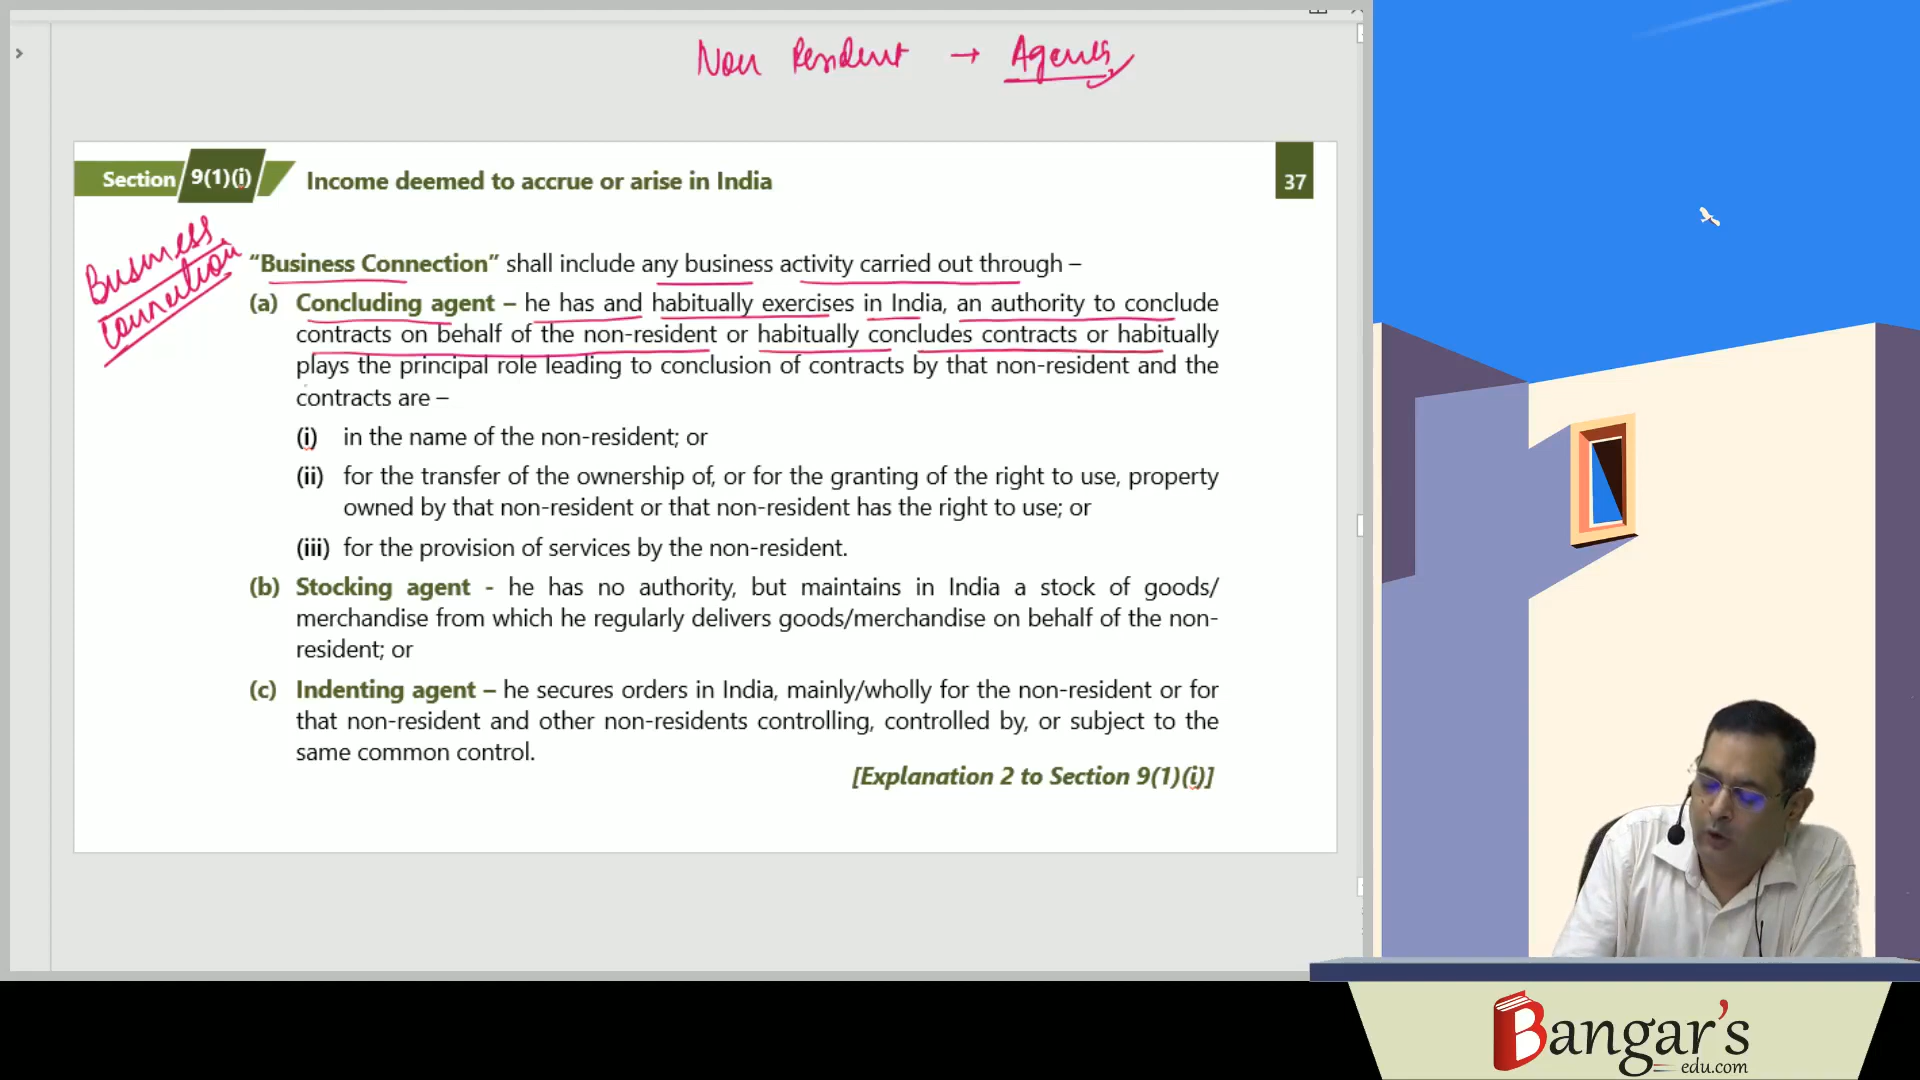 Non Resident → Agents
Section 9(1)(i) Income deemed to accrue or arise in India 37
Business
Connection
“Business Connection” shall include any business activity carried out through –
(a) Concluding agent – he has and habitually exercises in India, an authority to conclude
contracts on behalf of the non-resident or habitually concludes contracts or habitually
plays the principal role leading to conclusion of contracts by that non-resident and the
contracts are –
(i) in the name of the non-resident; or
(ii) for the transfer of the ownership of, or for the granting of the right to use, property
owned by that non-resident or that non-resident has the right to use; or
(iii) for the provision of services by the non-resident.
(b) Stocking agent - he has no authority, but maintains in India a stock of goods/
merchandise from which he regularly delivers goods/merchandise on behalf of the non-
resident; or
(c) Indenting agent – he secures orders in India, mainly/wholly for the non-resident or for
that non-resident and other non-residents controlling, controlled by, or subject to the
same common control.
[Explanation 2 to Section 9(1)(i)]
Bangar's
edu.com